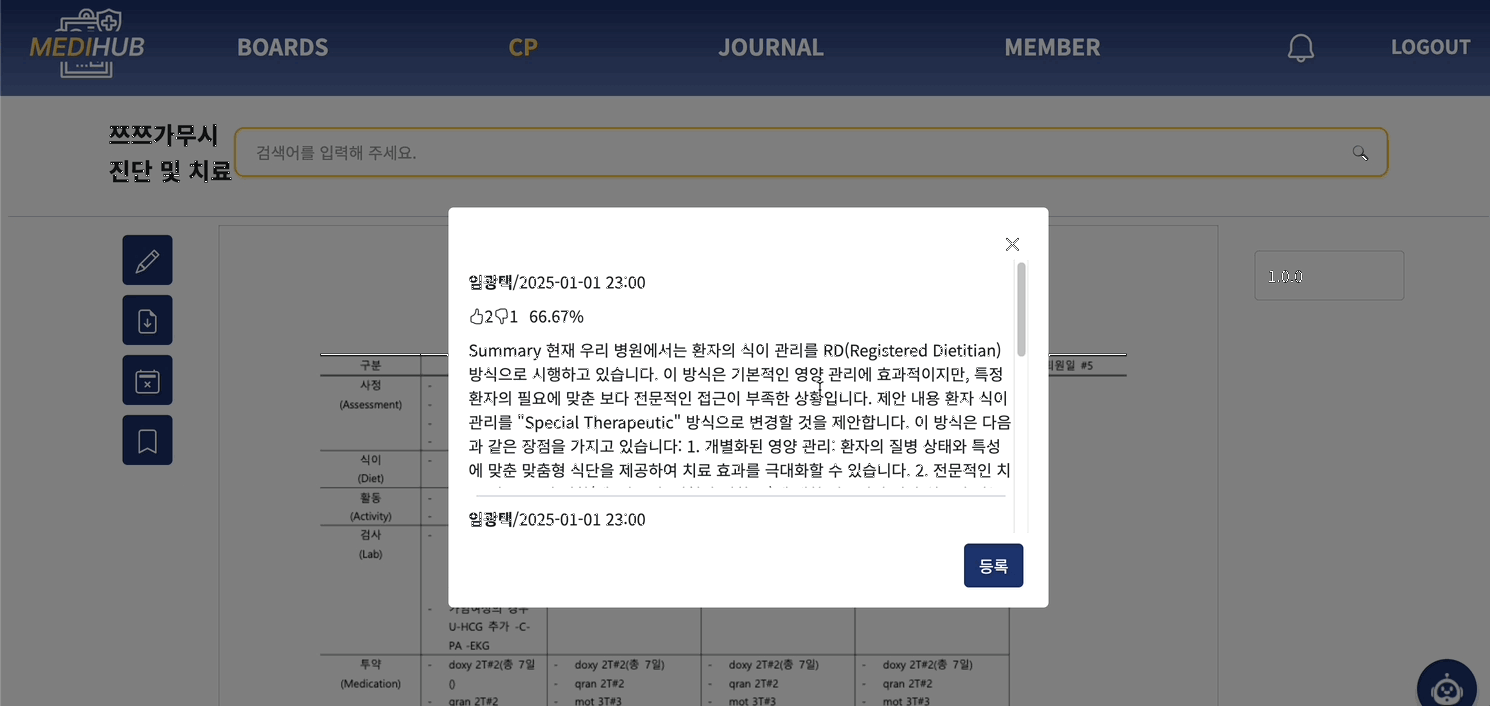 MEDIHUB
BOARDS
CP
JOURNAL
MEMBER
LOGOUT
쯔쯔가무시
진단 및 치료
검색어를 입력해 주세요.
임광택/2025-01-01 23:00
2 1 66.67%
Summary 현재 우리 병원에서는 환자의 식이 관리를 RD(Registered Dietitian)
방식으로 시행하고 있습니다. 이 방식은 기본적인 영양 관리에 효과적이지만, 특정
환자의 필요에 맞춘 보다 전문적인 접근이 부족한 상황입니다. 제안 내용 환자 식이
관리를 "Special Therapeutic" 방식으로 변경할 것을 제안합니다. 이 방식은 다음
과 같은 장점을 가지고 있습니다: 1. 개별화된 영양 관리: 환자의 질병 상태와 특성
에 맞춘 맞춤형 식단을 제공하여 치료 효과를 극대화할 수 있습니다. 2. 전문적인 치
임광택/2025-01-01 23:00
등록
1.0.0
구분
#5
사정
(Assessment)
-
-
-
-
식이
(Diet)
-
활동
(Activity)
-
-
검사
(Lab)
-
- 가임여성의 경우
U-HCG 추가 -C-
PA -EKG
투약 - doxy 2T#2(총 7일 - doxy 2T#2(총 7일) - doxy 2T#2(총 7일) - doxy 2T#2(총 7일)
(Medication) () - qran 2T#2 - qran 2T#2 - qran 2T#2
- qran 2T#2 - mot 3T#3 - mot 3T#3 - mot 3T#3